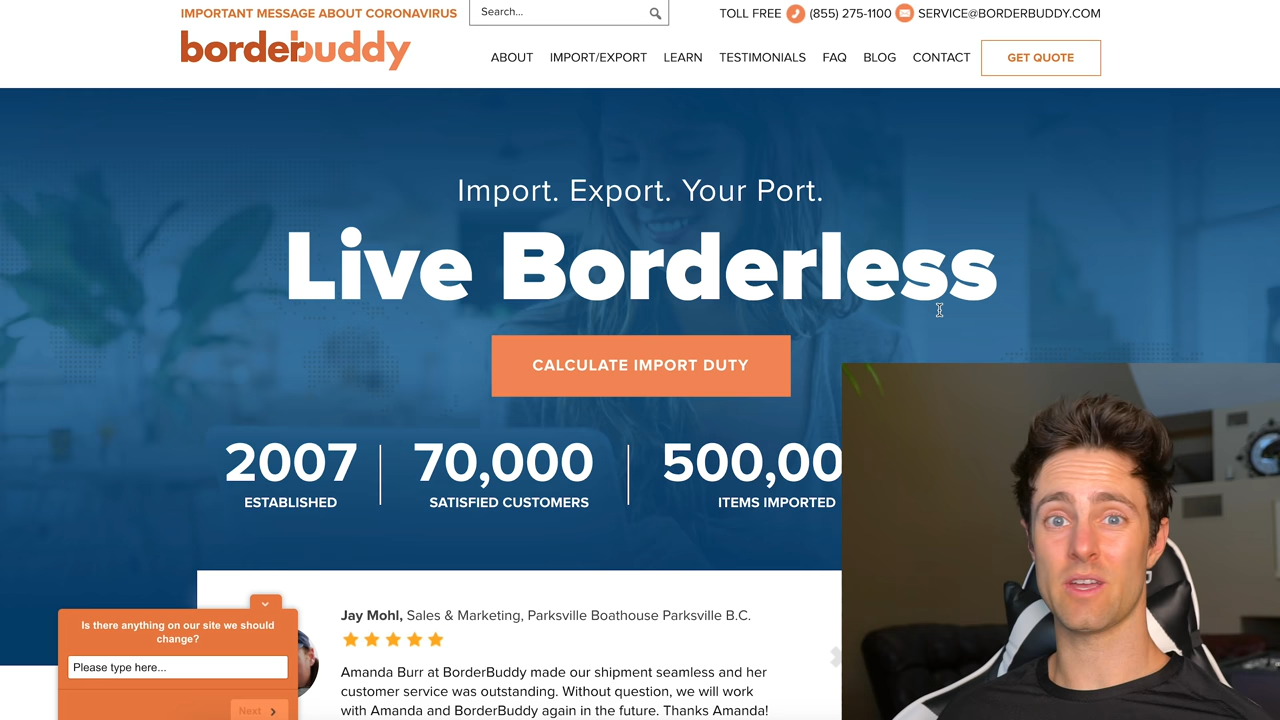 IMPORTANT MESSAGE ABOUT CORONAVIRUS
Search...
TOLL FREE (855) 275-1100 SERVICE@BORDERBUDDY.COM
borderbuddy
ABOUT IMPORT/EXPORT LEARN TESTIMONIALS FAQ BLOG CONTACT GET QUOTE
Import. Export. Your Port.
Live Borderless
CALCULATE IMPORT DUTY
2007 70,000 500,00
ESTABLISHED SATISFIED CUSTOMERS ITEMS IMPORTED
Jay Mohl, Sales & Marketing, Parksville Boathouse Parksville B.C.
Amanda Burr at BorderBuddy made our shipment seamless and her
customer service was outstanding. Without question, we will work
with Amanda and BorderBuddy again in the future. Thanks Amanda!
Is there anything on our site we should
change?
Please type here...
Next